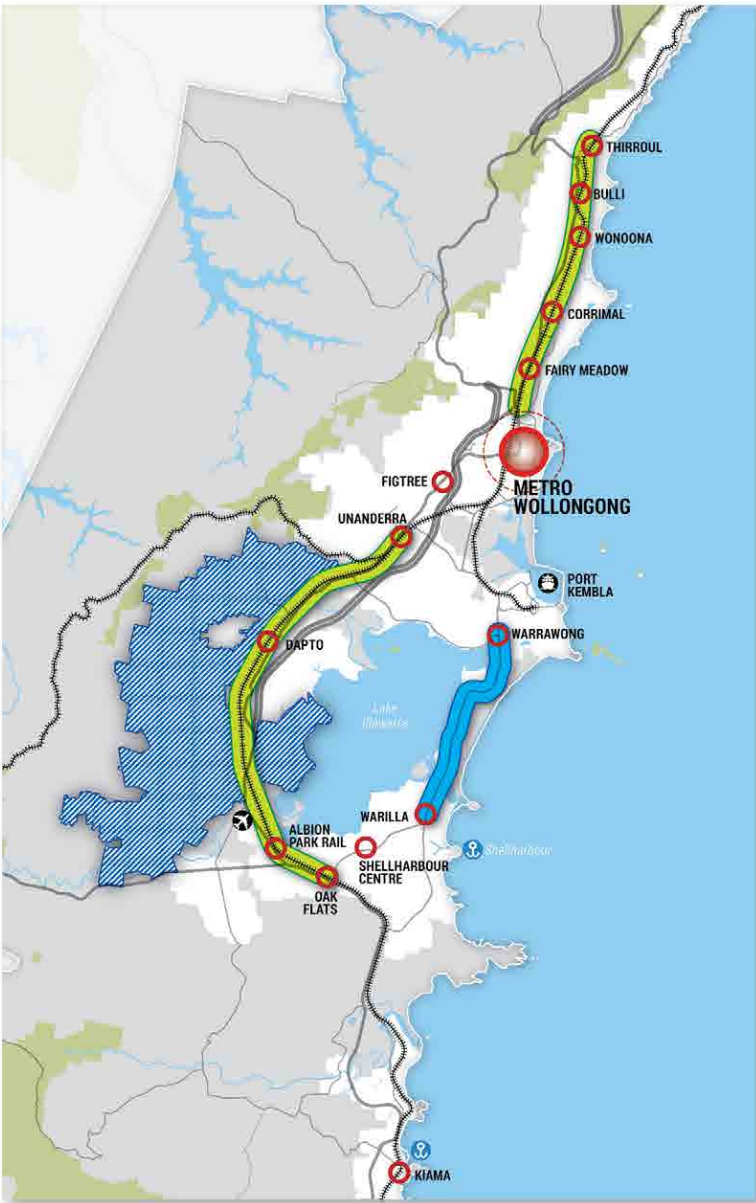 THIRROUL
BULLI
WONOONA
CORRIMAL
FAIRY MEADOW
FIGTREE
METRO
WOLLONGONG
UNANDERRA
PORT
KEMBLA
WARRAWONG
DAPTO
Lake
Illawarra
WARILLA
ALBION
PARK RAIL
SHELLHARBOUR
CENTRE
Shellharbour
OAK
FLATS
KIAMA